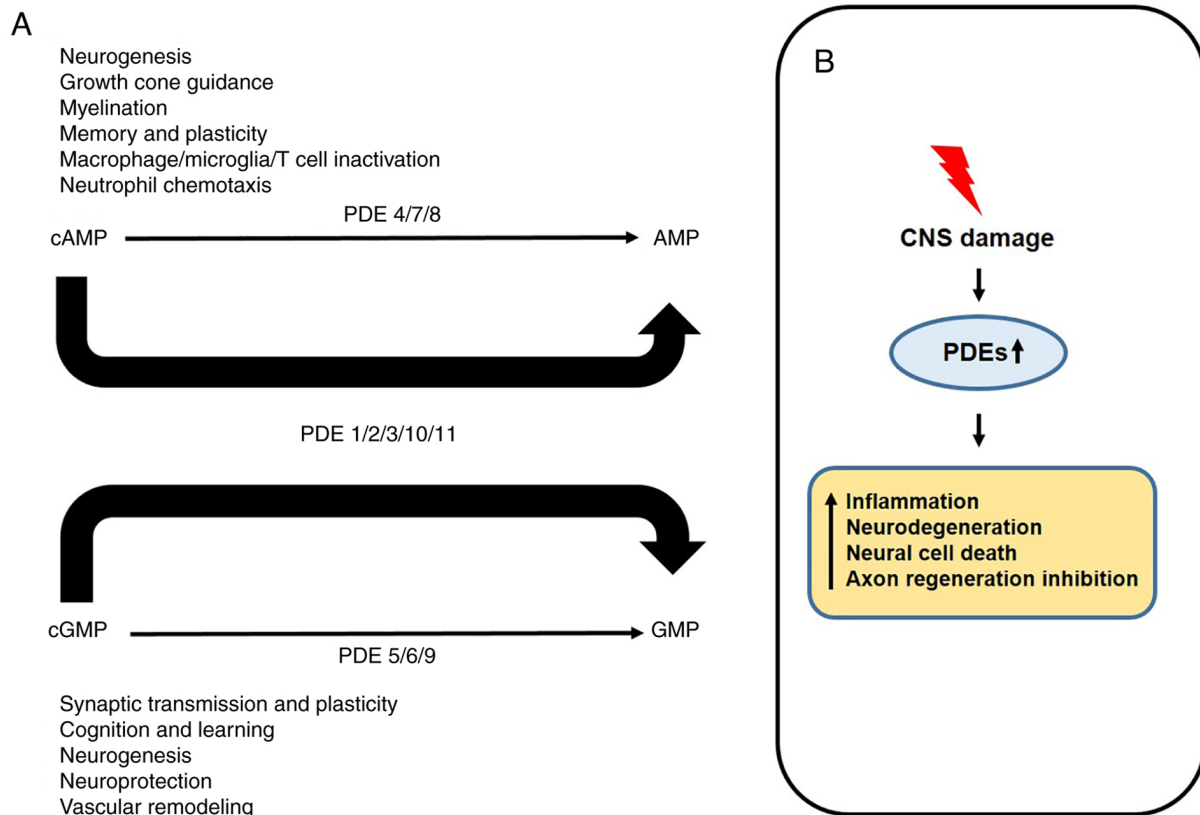 A
Neurogenesis
Growth cone guidance
Myelination
Memory and plasticity
Macrophage/microglia/T cell inactivation
Neutrophil chemotaxis
PDE 4/7/8
cAMP
AMP
PDE 1/2/3/10/11
cGMP
GMP
PDE 5/6/9
Synaptic transmission and plasticity
Cognition and learning
Neurogenesis
Neuroprotection
Vascular remodeling
B
CNS damage
PDEs
Inflammation
Neurodegeneration
Neural cell death
Axon regeneration inhibition